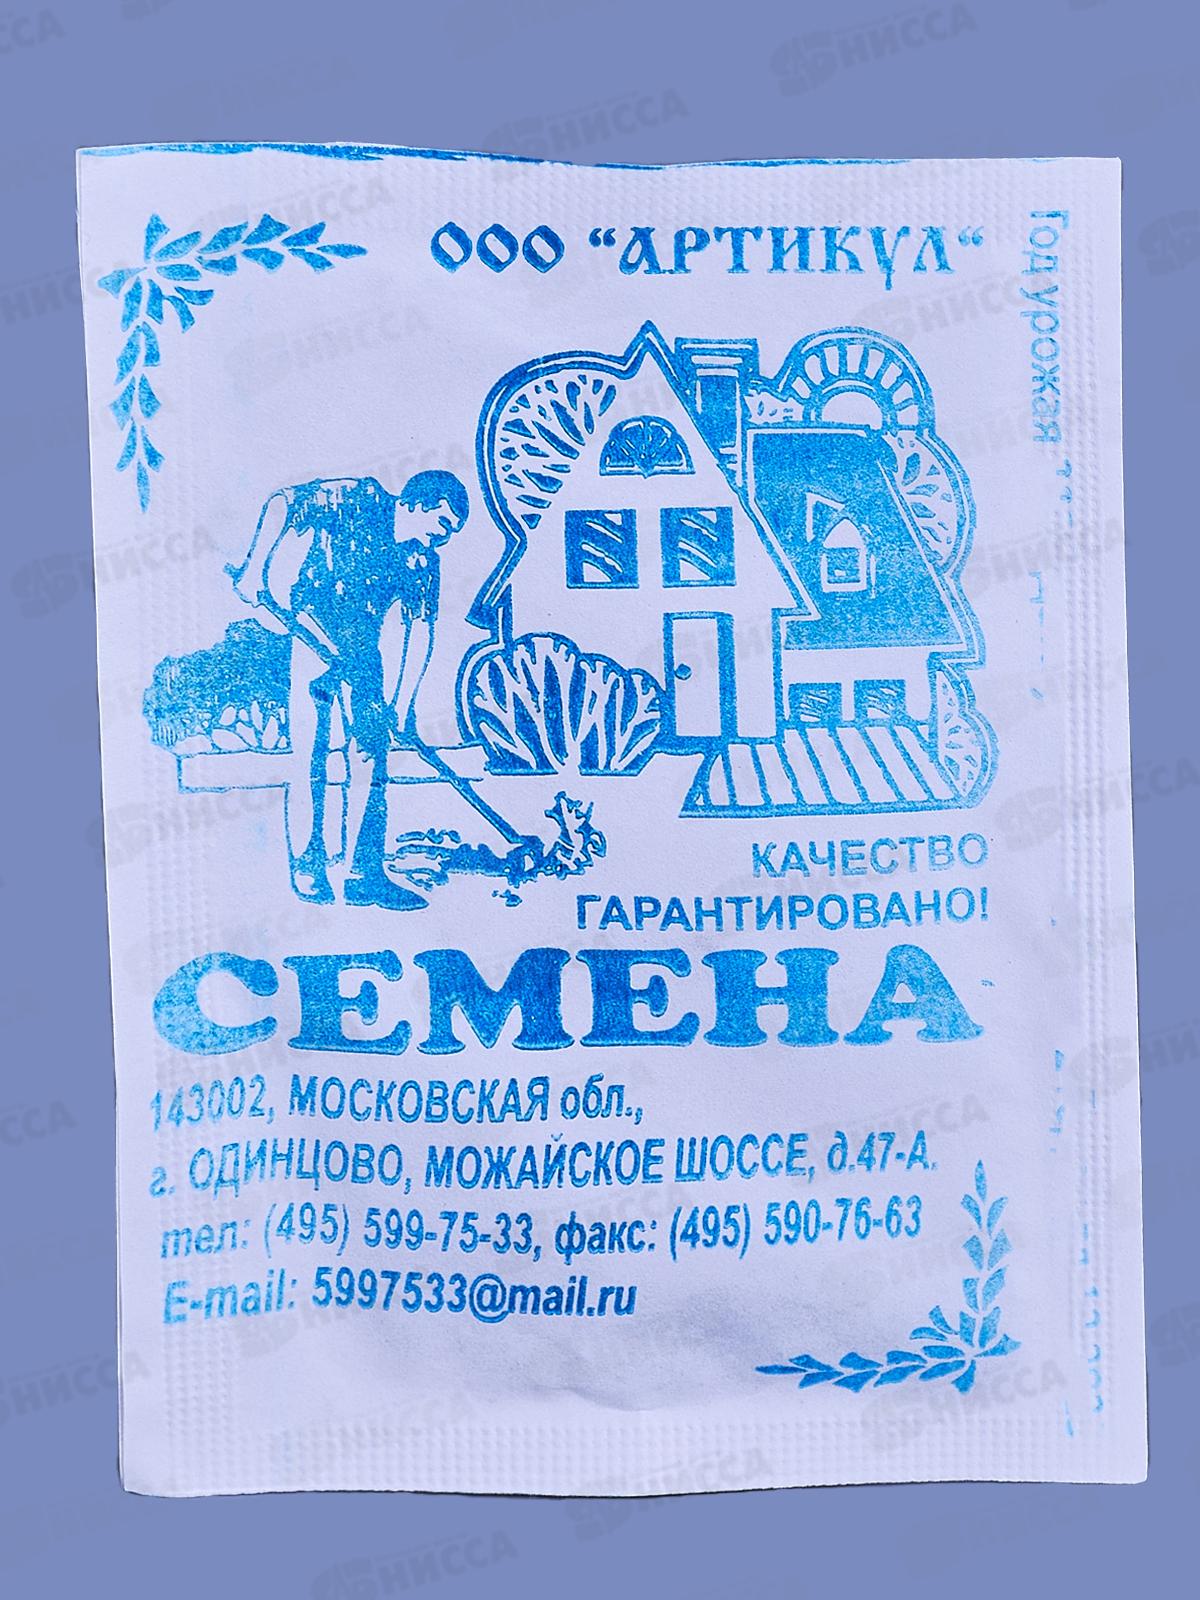 ООО “АРТИКУЛ“
Год урожая
КАЧЕСТВО
ГАРАНТИРОВАНО!
СЕМЕНА
143002, МОСКОВСКАЯ обл.,
г. ОДИНЦОВО, МОЖАЙСКОЕ ШОССЕ, д.47-А.
тел: (495) 599-75-33, факс: (495) 590-76-63
E-mail: 5997533@mail.ru